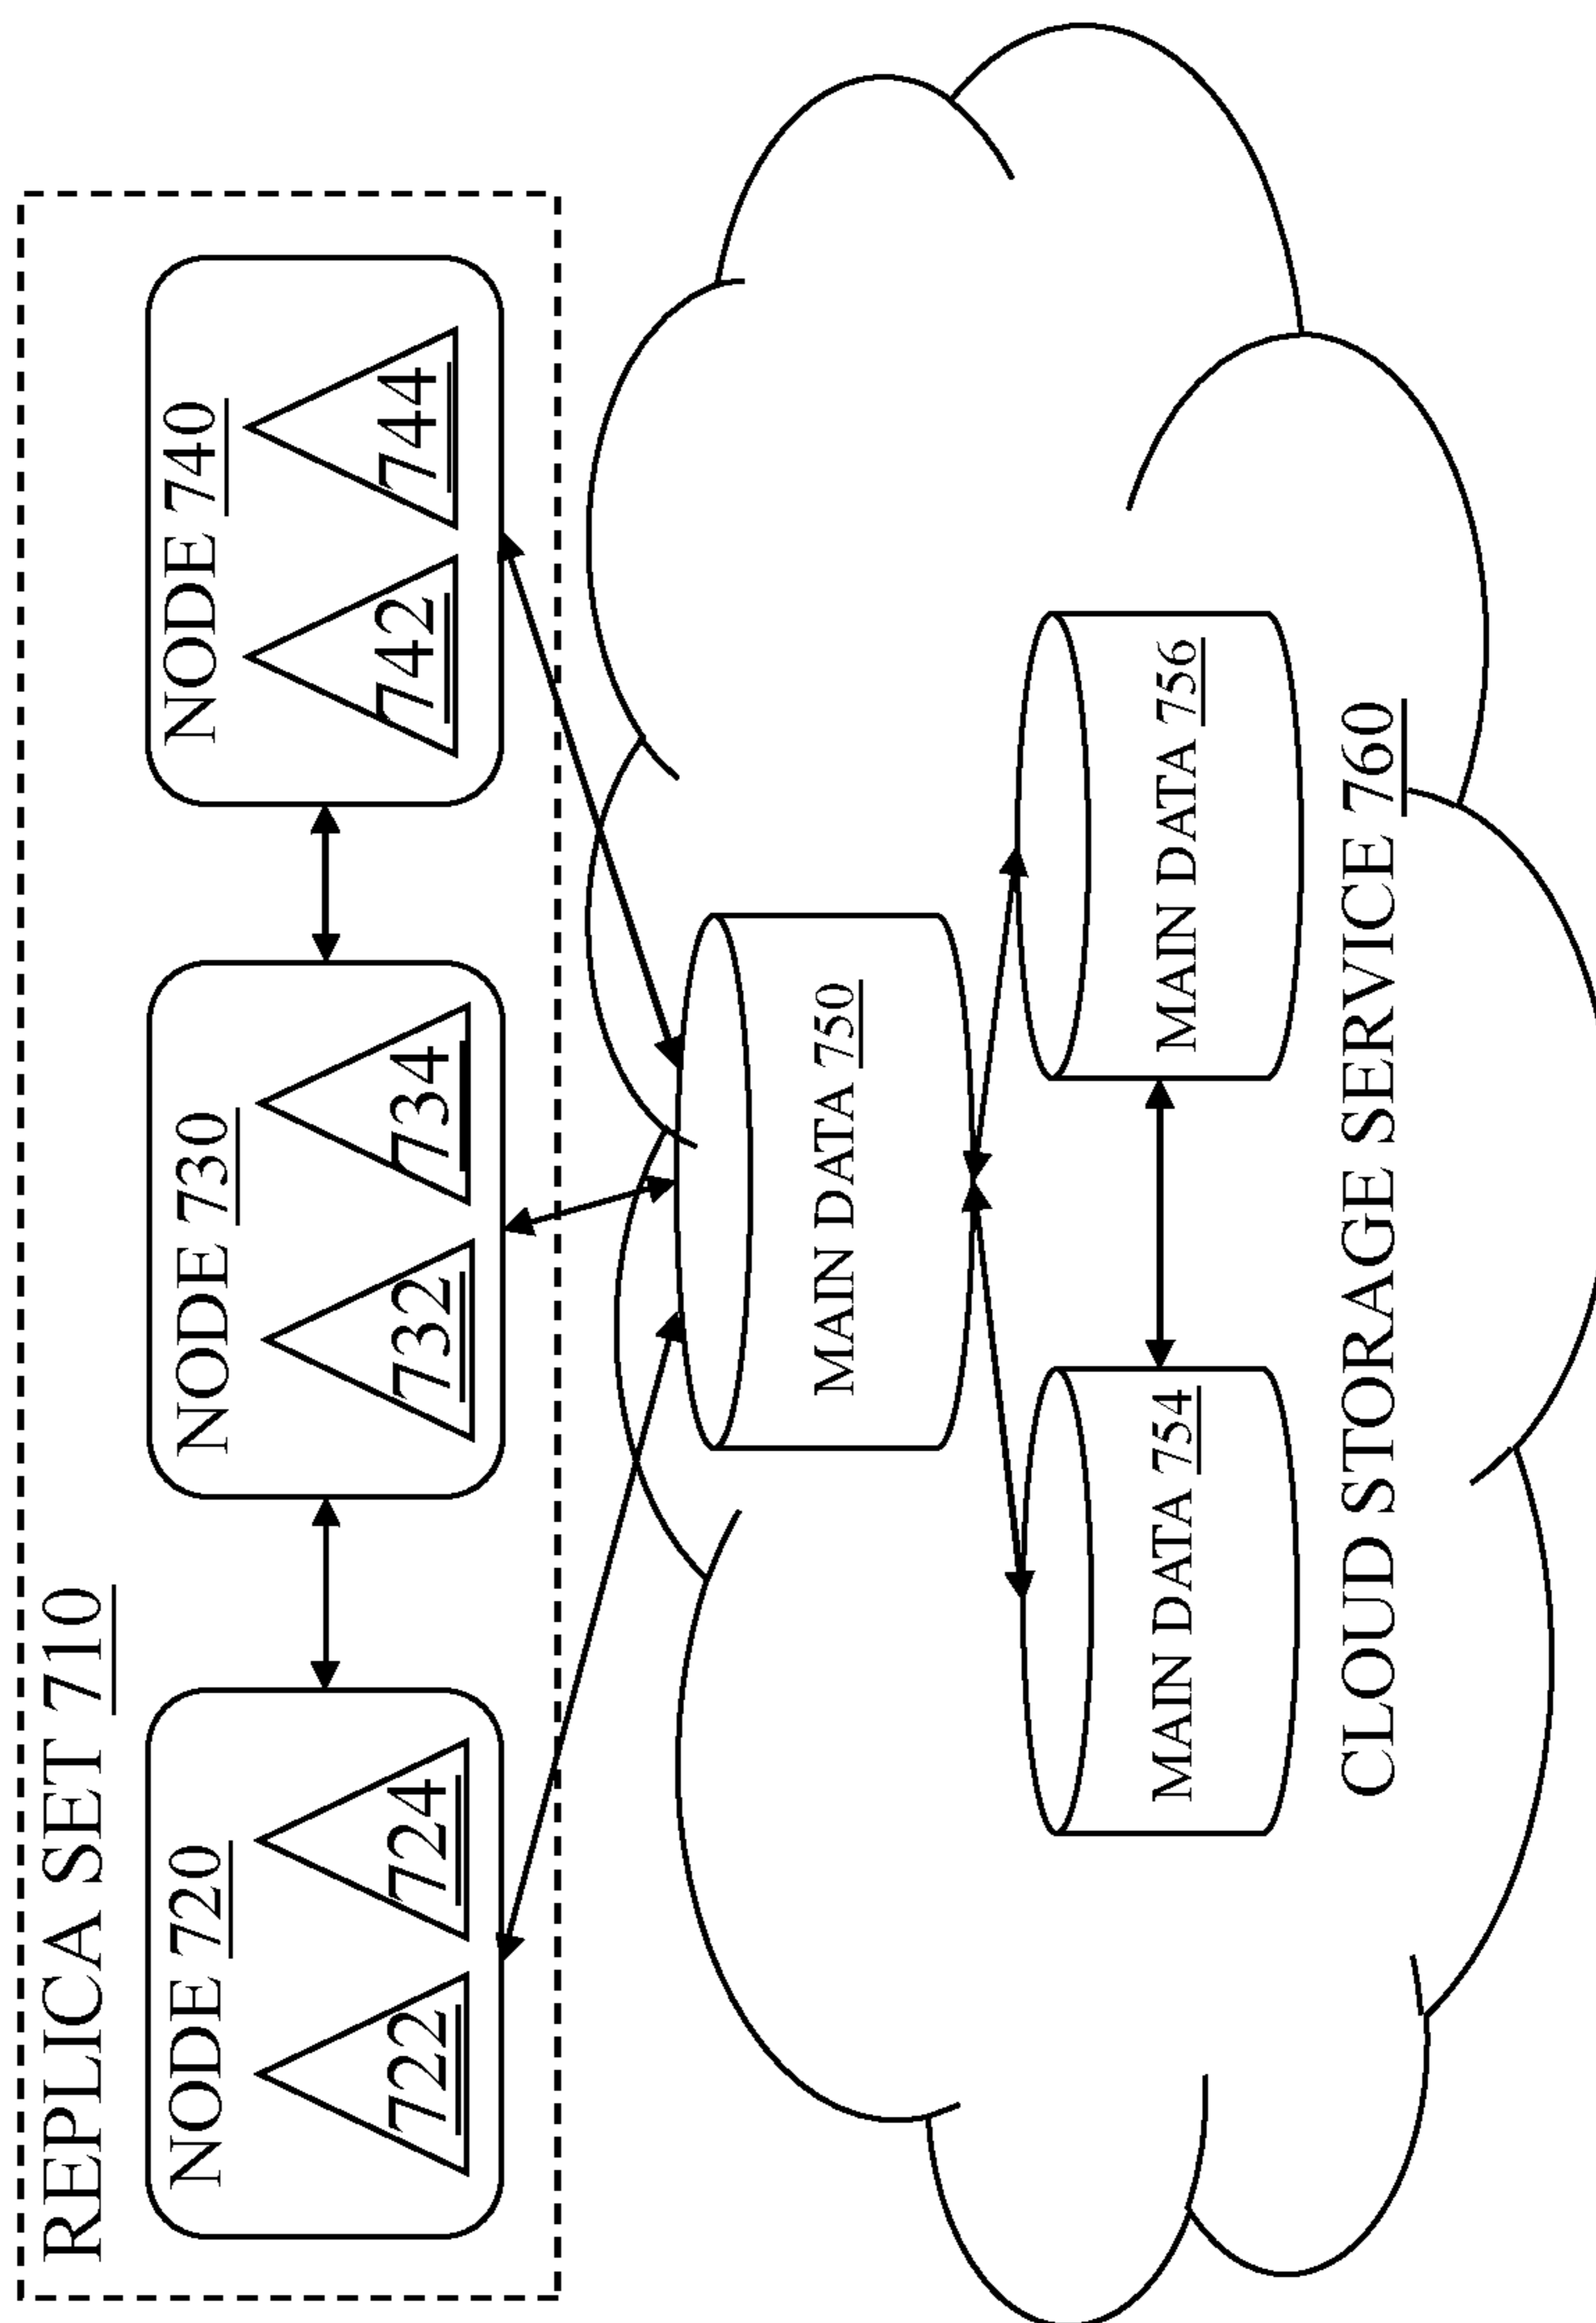 REPLICA SET 710
NODE 720
722
724
NODE 730
732
734
NODE 740
742
744
MAIN DATA 750
MAIN DATA 754
MAIN DATA 756
CLOUD STORAGE SERVICE 760